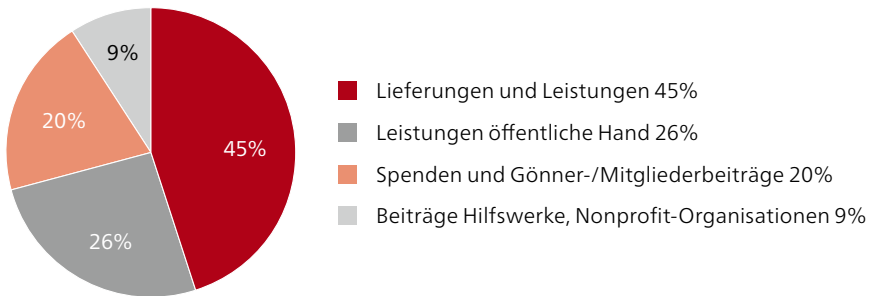 9%
20%
45%
26%
Lieferungen und Leistungen 45%
Leistungen öffentliche Hand 26%
Spenden und Gönner-/Mitgliederbeiträge 20%
Beiträge Hilfswerke, Nonprofit-Organisationen 9%